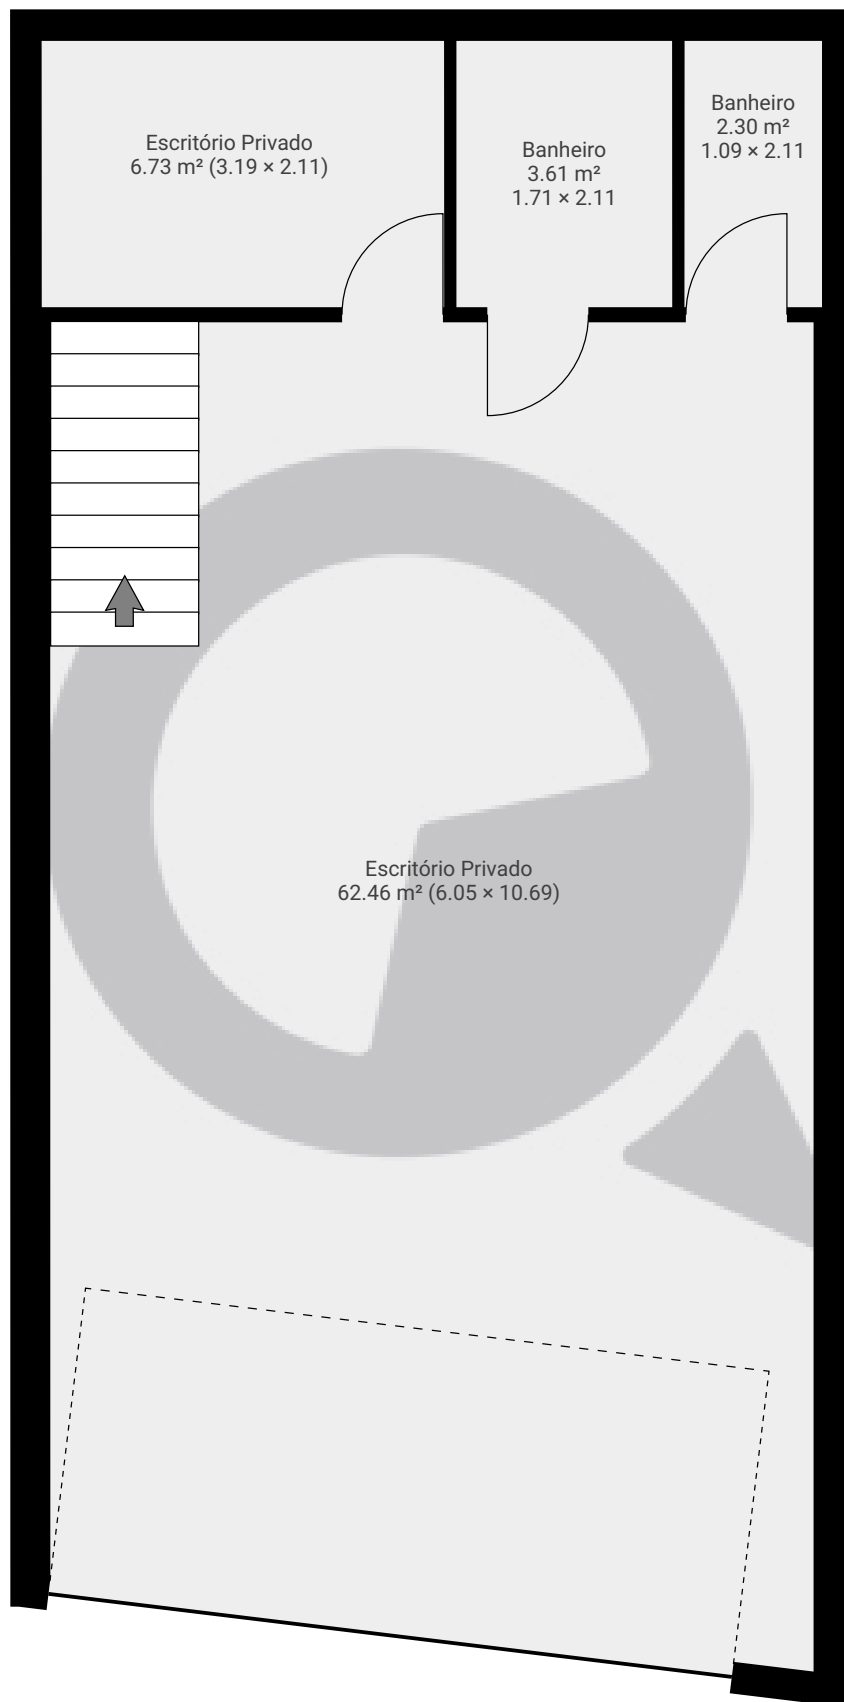 Escritório Privado
6.73 m² (3.19 × 2.11)
Banheiro
3.61 m²
1.71 × 2.11
Banheiro
2.30 m²
1.09 × 2.11
Escritório Privado
62.46 m² (6.05 × 10.69)